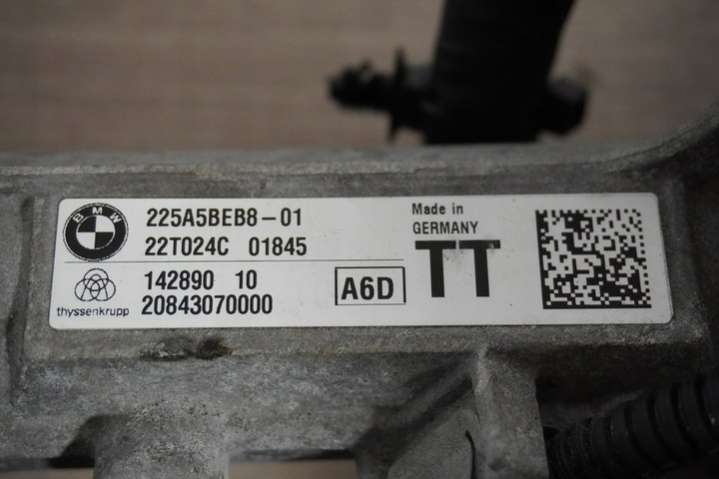 BMW
225A5BEB8-01
22T024C 01845
thyssenkrupp
142890 10
20843070000
A6D
Made in
GERMANY
TT